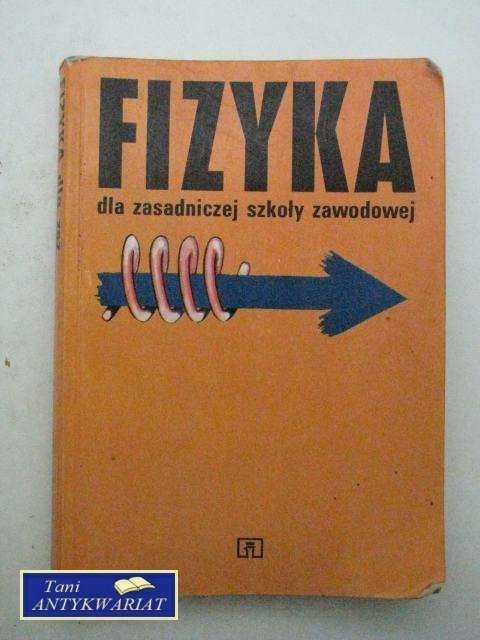 FIZYKA
dla zasadniczej szkoły zawodowej
Tani
ANTYKWARIAT